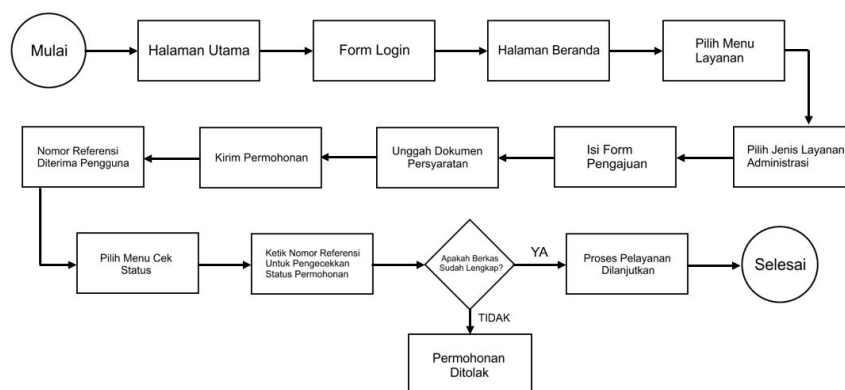 Mulai
Halaman Utama
Form Login
Halaman Beranda
Pilih Menu
Layanan
Nomor Referensi
Diterima Pengguna
Kirim Permohonan
Unggah Dokumen
Persyaratan
Isi Form
Pengajuan
Pilih Jenis Layanan
Administrasi
Pilih Menu Cek
Status
Ketik Nomor Referensi
Untuk Pengecekkan
Status Permohonan
Apakah Berkas
Sudah Lengkap?
YA
Proses Pelayanan
Dilanjutkan
Selesai
TIDAK
Permohonan
Ditolak